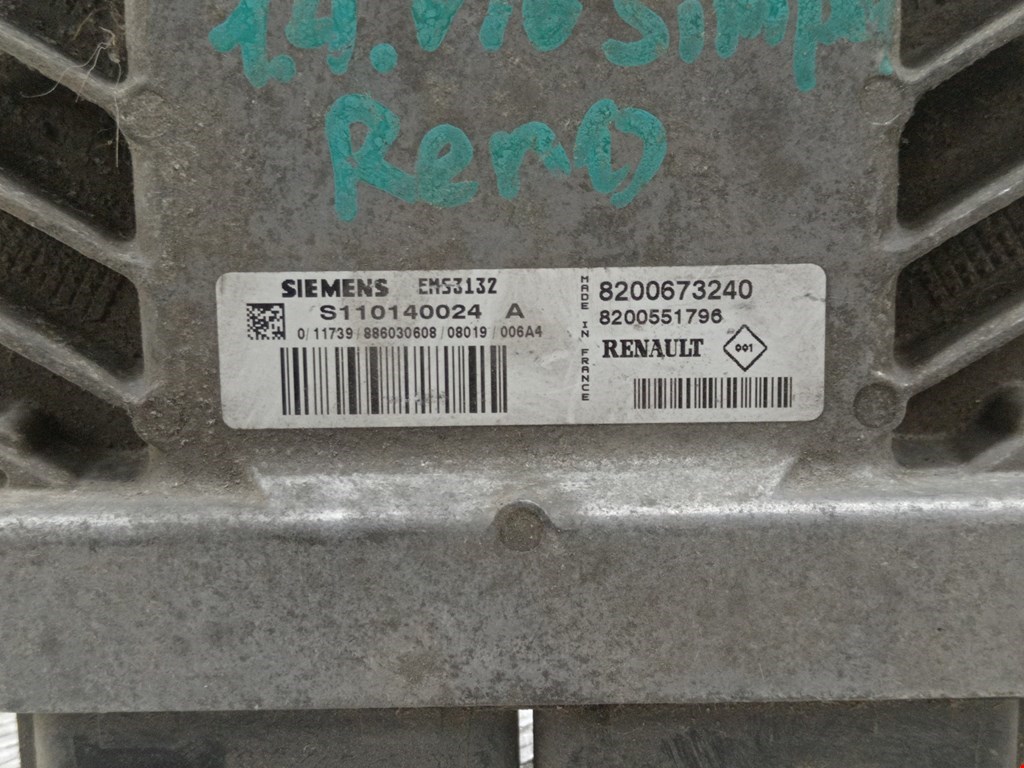 1.4. V16 Simpl
RenO
SIEMENS EMS3132
S110140024 A
0/11739/886030608/08019/006A4
MADE IN FRANCE
8200673240
8200551796
RENAULT 001